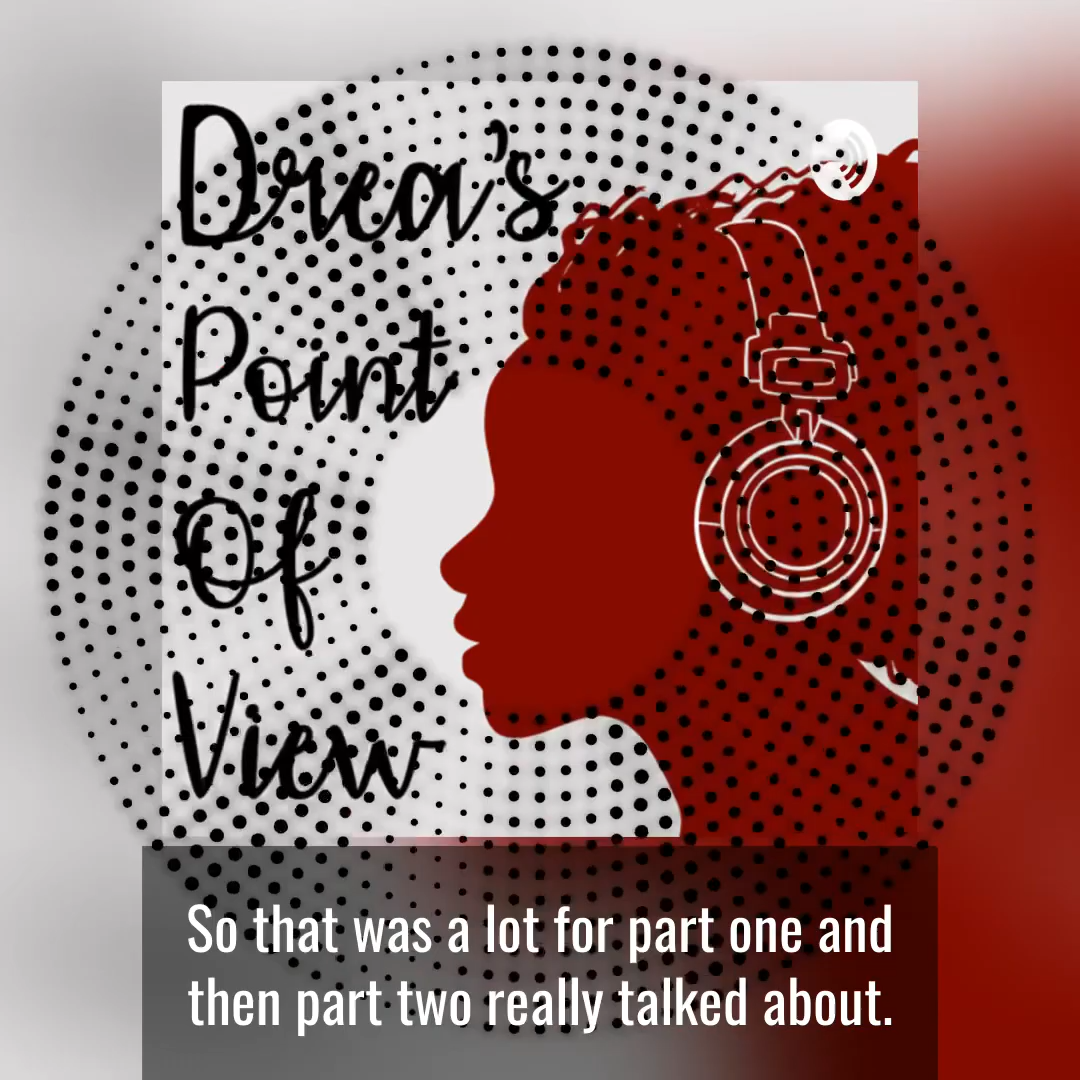 Drea's
Point
Of
View
So that was a lot for part one and
then part two really talked about.